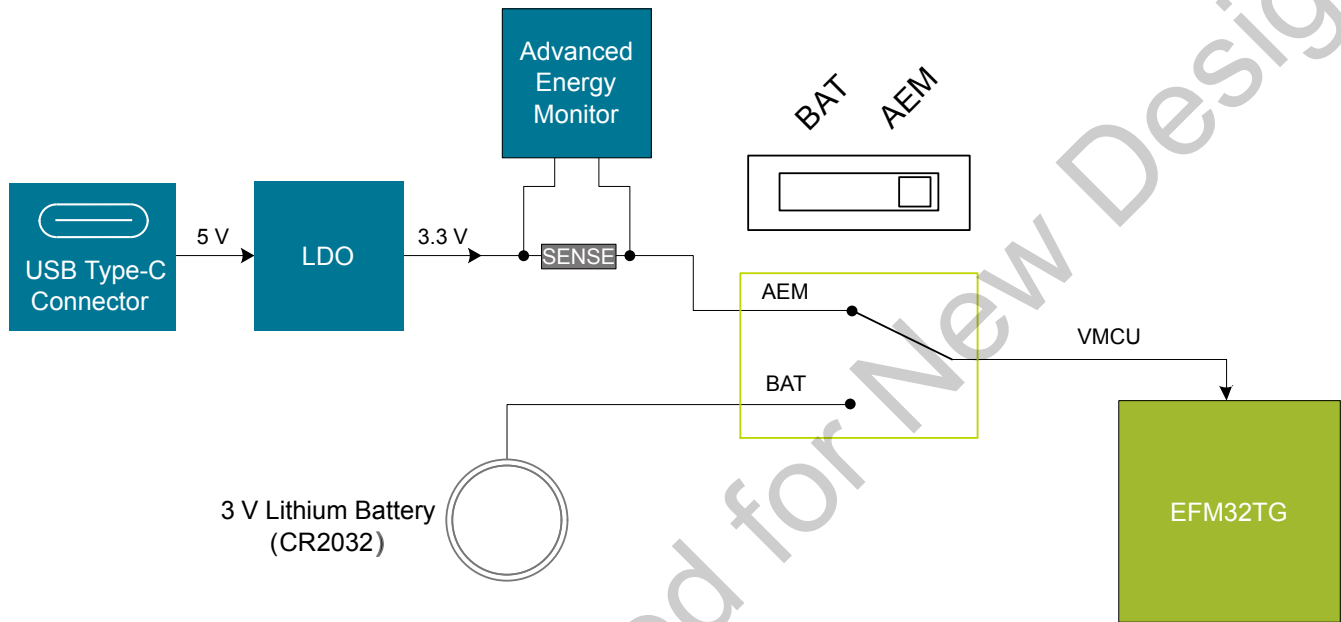 Advanced
Energy
Monitor
BAT
AEM
USB Type-C
Connector
5 V
LDO
3.3 V
SENSE
AEM
BAT
VMCU
3 V Lithium Battery
(CR2032)
EFM32TG
ed for New Desig